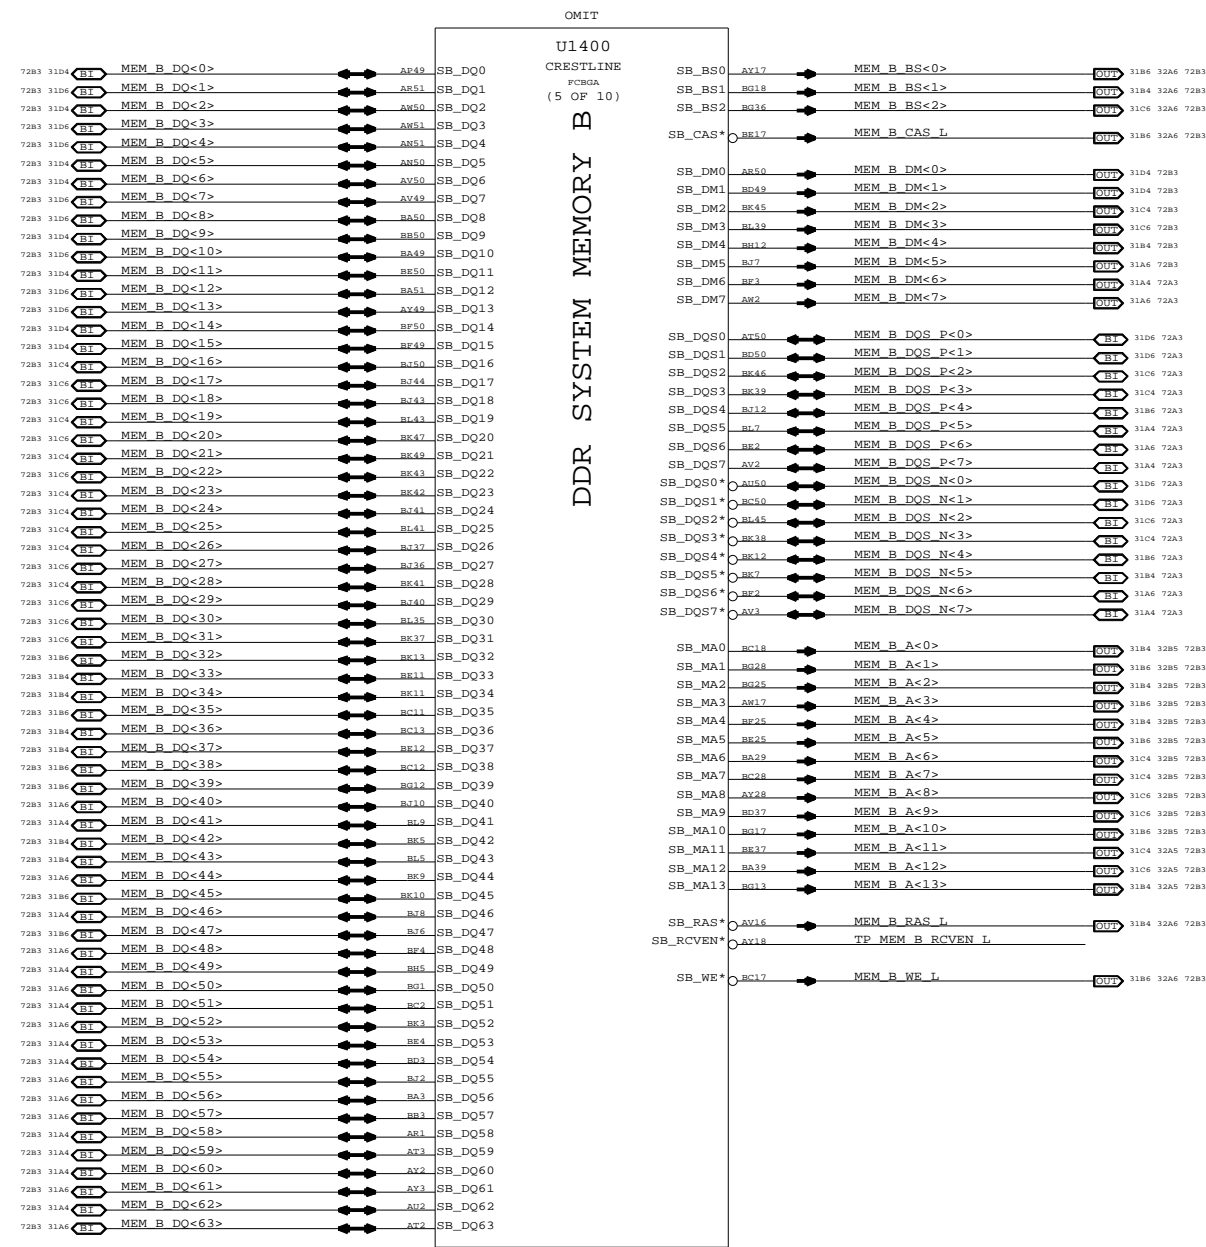 OMIT
U1400
CRESTLINE
FCBGA
(5 OF 10)
DDR SYSTEM MEMORY B
72B3 31D4 BI MEM_B_DQ<0> AP49 SB_DQ0
72B3 31D6 BI MEM_B_DQ<1> AR51 SB_DQ1
72B3 31D4 BI MEM_B_DQ<2> AW50 SB_DQ2
72B3 31D6 BI MEM_B_DQ<3> AW51 SB_DQ3
72B3 31D6 BI MEM_B_DQ<4> AN51 SB_DQ4
72B3 31D4 BI MEM_B_DQ<5> AN50 SB_DQ5
72B3 31D4 BI MEM_B_DQ<6> AV50 SB_DQ6
72B3 31D6 BI MEM_B_DQ<7> AV49 SB_DQ7
72B3 31D6 BI MEM_B_DQ<8> BA50 SB_DQ8
72B3 31D4 BI MEM_B_DQ<9> BB50 SB_DQ9
72B3 31D6 BI MEM_B_DQ<10> BA49 SB_DQ10
72B3 31D4 BI MEM_B_DQ<11> BE50 SB_DQ11
72B3 31D6 BI MEM_B_DQ<12> BA51 SB_DQ12
72B3 31D6 BI MEM_B_DQ<13> AY49 SB_DQ13
72B3 31D4 BI MEM_B_DQ<14> BF50 SB_DQ14
72B3 31D4 BI MEM_B_DQ<15> BF49 SB_DQ15
72B3 31C4 BI MEM_B_DQ<16> BJ50 SB_DQ16
72B3 31C6 BI MEM_B_DQ<17> BJ44 SB_DQ17
72B3 31C6 BI MEM_B_DQ<18> BJ43 SB_DQ18
72B3 31C4 BI MEM_B_DQ<19> BL43 SB_DQ19
72B3 31C6 BI MEM_B_DQ<20> BK47 SB_DQ20
72B3 31C4 BI MEM_B_DQ<21> BK49 SB_DQ21
72B3 31C6 BI MEM_B_DQ<22> BK43 SB_DQ22
72B3 31C4 BI MEM_B_DQ<23> BK42 SB_DQ23
72B3 31C4 BI MEM_B_DQ<24> BJ41 SB_DQ24
72B3 31C4 BI MEM_B_DQ<25> BL41 SB_DQ25
72B3 31C4 BI MEM_B_DQ<26> BJ37 SB_DQ26
72B3 31C6 BI MEM_B_DQ<27> BJ36 SB_DQ27
72B3 31C4 BI MEM_B_DQ<28> BK41 SB_DQ28
72B3 31C6 BI MEM_B_DQ<29> BJ40 SB_DQ29
72B3 31C6 BI MEM_B_DQ<30> BL35 SB_DQ30
72B3 31C6 BI MEM_B_DQ<31> BK37 SB_DQ31
72B3 31B6 BI MEM_B_DQ<32> BK13 SB_DQ32
72B3 31B4 BI MEM_B_DQ<33> BE11 SB_DQ33
72B3 31B4 BI MEM_B_DQ<34> BK11 SB_DQ34
72B3 31B6 BI MEM_B_DQ<35> BC11 SB_DQ35
72B3 31B4 BI MEM_B_DQ<36> BC13 SB_DQ36
72B3 31B4 BI MEM_B_DQ<37> BE12 SB_DQ37
72B3 31B6 BI MEM_B_DQ<38> BC12 SB_DQ38
72B3 31B6 BI MEM_B_DQ<39> BG12 SB_DQ39
72B3 31A6 BI MEM_B_DQ<40> BJ10 SB_DQ40
72B3 31A4 BI MEM_B_DQ<41> BL9 SB_DQ41
72B3 31B4 BI MEM_B_DQ<42> BK5 SB_DQ42
72B3 31B4 BI MEM_B_DQ<43> BL5 SB_DQ43
72B3 31A6 BI MEM_B_DQ<44> BK9 SB_DQ44
72B3 31B6 BI MEM_B_DQ<45> BK10 SB_DQ45
72B3 31A4 BI MEM_B_DQ<46> BJ8 SB_DQ46
72B3 31B6 BI MEM_B_DQ<47> BJ6 SB_DQ47
72B3 31A6 BI MEM_B_DQ<48> BF4 SB_DQ48
72B3 31A4 BI MEM_B_DQ<49> BH5 SB_DQ49
72B3 31A6 BI MEM_B_DQ<50> BG1 SB_DQ50
72B3 31A4 BI MEM_B_DQ<51> BC2 SB_DQ51
72B3 31A6 BI MEM_B_DQ<52> BK3 SB_DQ52
72B3 31A4 BI MEM_B_DQ<53> BE4 SB_DQ53
72B3 31A4 BI MEM_B_DQ<54> BD3 SB_DQ54
72B3 31A6 BI MEM_B_DQ<55> BJ2 SB_DQ55
72B3 31A6 BI MEM_B_DQ<56> BA3 SB_DQ56
72B3 31A6 BI MEM_B_DQ<57> BB3 SB_DQ57
72B3 31A4 BI MEM_B_DQ<58> AR1 SB_DQ58
72B3 31A4 BI MEM_B_DQ<59> AT3 SB_DQ59
72B3 31A4 BI MEM_B_DQ<60> AY2 SB_DQ60
72B3 31A6 BI MEM_B_DQ<61> AY3 SB_DQ61
72B3 31A4 BI MEM_B_DQ<62> AU2 SB_DQ62
72B3 31A6 BI MEM_B_DQ<63> AT2 SB_DQ63
SB_BS0 AY17 MEM_B_BS<0> OUT 31B6 32A6 72B3
SB_BS1 BG18 MEM_B_BS<1> OUT 31B4 32A6 72B3
SB_BS2 BG36 MEM_B_BS<2> OUT 31C6 32A6 72B3
SB_CAS* BE17 MEM_B_CAS_L OUT 31B6 32A6 72B3
SB_DM0 AR50 MEM_B_DM<0> OUT 31D4 72B3
SB_DM1 BD49 MEM_B_DM<1> OUT 31D4 72B3
SB_DM2 BK45 MEM_B_DM<2> OUT 31C4 72B3
SB_DM3 BL39 MEM_B_DM<3> OUT 31C6 72B3
SB_DM4 BH12 MEM_B_DM<4> OUT 31B4 72B3
SB_DM5 BJ7 MEM_B_DM<5> OUT 31A6 72B3
SB_DM6 BF3 MEM_B_DM<6> OUT 31A4 72A3
SB_DM7 AW2 MEM_B_DM<7> OUT 31A6 72A3
SB_DQS0 AT50 MEM_B_DQS_P<0> BI 31D6 72A3
SB_DQS1 BD50 MEM_B_DQS_P<1> BI 31D6 72A3
SB_DQS2 BK46 MEM_B_DQS_P<2> BI 31C6 72A3
SB_DQS3 BK39 MEM_B_DQS_P<3> BI 31C4 72A3
SB_DQS4 BJ12 MEM_B_DQS_P<4> BI 31B6 72A3
SB_DQS5 BL7 MEM_B_DQS_P<5> BI 31A4 72A3
SB_DQS6 BE2 MEM_B_DQS_P<6> BI 31A6 72A3
SB_DQS7 AV2 MEM_B_DQS_P<7> BI 31A4 72A3
SB_DQS0* AU50 MEM_B_DQS_N<0> BI 31D6 72A3
SB_DQS1* BC50 MEM_B_DQS_N<1> BI 31D6 72A3
SB_DQS2* BL45 MEM_B_DQS_N<2> BI 31C6 72A3
SB_DQS3* BK38 MEM_B_DQS_N<3> BI 31C4 72A3
SB_DQS4* BK12 MEM_B_DQS_N<4> BI 31B6 72A3
SB_DQS5* BK7 MEM_B_DQS_N<5> BI 31B4 72A3
SB_DQS6* BF2 MEM_B_DQS_N<6> BI 31A6 72A3
SB_DQS7* AV3 MEM_B_DQS_N<7> BI 31A4 72A3
SB_MA0 BC18 MEM_B_A<0> OUT 31B4 32B5 72B3
SB_MA1 BG28 MEM_B_A<1> OUT 31B6 32B5 72B3
SB_MA2 BG25 MEM_B_A<2> OUT 31B4 32B5 72B3
SB_MA3 AW17 MEM_B_A<3> OUT 31B6 32B5 72B3
SB_MA4 BF25 MEM_B_A<4> OUT 31B4 32B5 72B3
SB_MA5 BE25 MEM_B_A<5> OUT 31B6 32B5 72B3
SB_MA6 BA29 MEM_B_A<6> OUT 31C4 32B5 72B3
SB_MA7 BC28 MEM_B_A<7> OUT 31C4 32B5 72B3
SB_MA8 AY28 MEM_B_A<8> OUT 31C6 32B5 72B3
SB_MA9 BD37 MEM_B_A<9> OUT 31C6 32B5 72B3
SB_MA10 BG17 MEM_B_A<10> OUT 31B6 32B5 72B3
SB_MA11 BE37 MEM_B_A<11> OUT 31C4 32A5 72B3
SB_MA12 BA39 MEM_B_A<12> OUT 31C6 32A5 72B3
SB_MA13 BG13 MEM_B_A<13> OUT 31B4 32A5 72B3
SB_RAS* AV16 MEM_B_RAS_L OUT 31B4 32A6 72B3
SB_RCVEN* AY18 TP_MEM_B_RCVEN_L
SB_WE* BC17 MEM_B_WE_L OUT 31B6 32A6 72B3